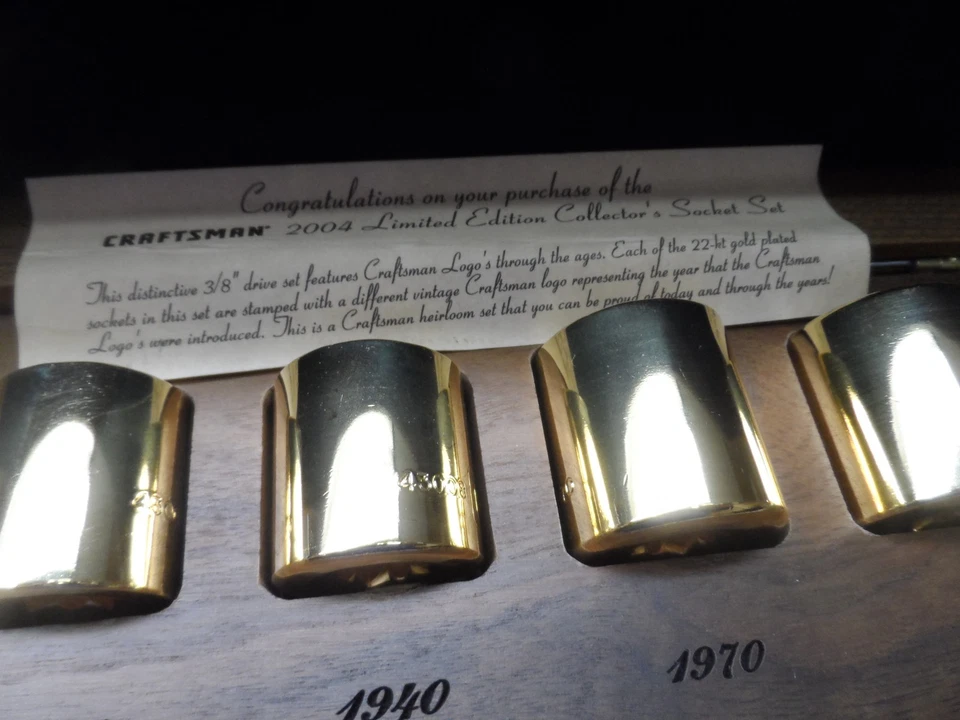 Congratulations on your purchase of the
CRAFTSMAN 2004 Limited Edition Collector's Socket Set
This distinctive 3/8" drive set features Craftsman Logo's through the ages. Each of the 22-kt gold plated
sockets in this set are stamped with a different vintage Craftsman logo representing the year that the Craftsman
Logo's were introduced. This is a Craftsman heirloom set that you can be proud of today and through the years!
1940
1970